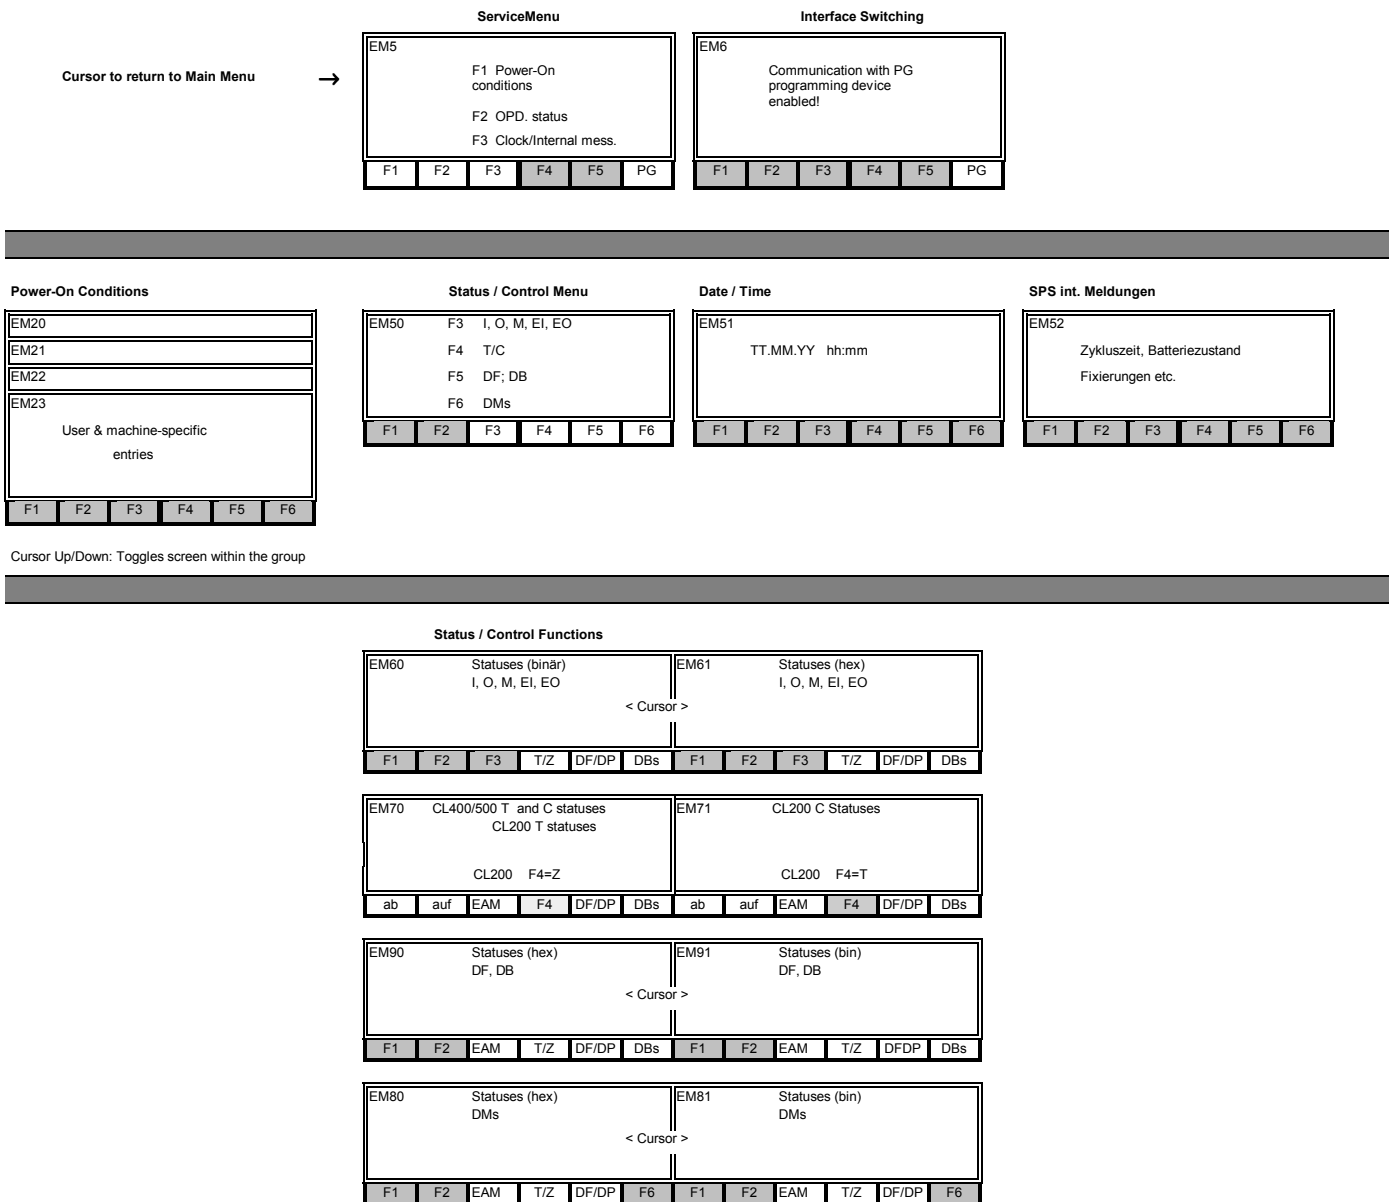 ServiceMenu
Interface Switching
Cursor to return to Main Menu →
EM5
F1 Power-On
conditions
F2 OPD. status
F3 Clock/Internal mess.
F1 F2 F3 F4 F5 PG
EM6
Communication with PG
programming device
enabled!
F1 F2 F3 F4 F5 PG
Power-On Conditions
EM20
EM21
EM22
EM23
User & machine-specific
entries
F1 F2 F3 F4 F5 F6
Cursor Up/Down: Toggles screen within the group
Status / Control Menu
EM50 F3 I, O, M, EI, EO
F4 T/C
F5 DF; DB
F6 DMs
F1 F2 F3 F4 F5 F6
Date / Time
EM51
TT.MM.YY hh:mm
F1 F2 F3 F4 F5 F6
SPS int. Meldungen
EM52
Zykluszeit, Batteriezustand
Fixierungen etc.
F1 F2 F3 F4 F5 F6
Status / Control Functions
EM60 Statuses (binär)
I, O, M, EI, EO
EM61 Statuses (hex)
I, O, M, EI, EO
< Cursor >
F1 F2 F3 T/Z DF/DP DBs F1 F2 F3 T/Z DF/DP DBs
EM70 CL400/500 T and C statuses
CL200 T statuses
CL200 F4=Z
EM71 CL200 C Statuses
CL200 F4=T
ab auf EAM F4 DF/DP DBs ab auf EAM F4 DF/DP DBs
EM90 Statuses (hex)
DF, DB
EM91 Statuses (bin)
DF, DB
< Cursor >
F1 F2 EAM T/Z DF/DP DBs F1 F2 EAM T/Z DFDP DBs
EM80 Statuses (hex)
DMs
EM81 Statuses (bin)
DMs
< Cursor >
F1 F2 EAM T/Z DF/DP F6 F1 F2 EAM T/Z DF/DP F6